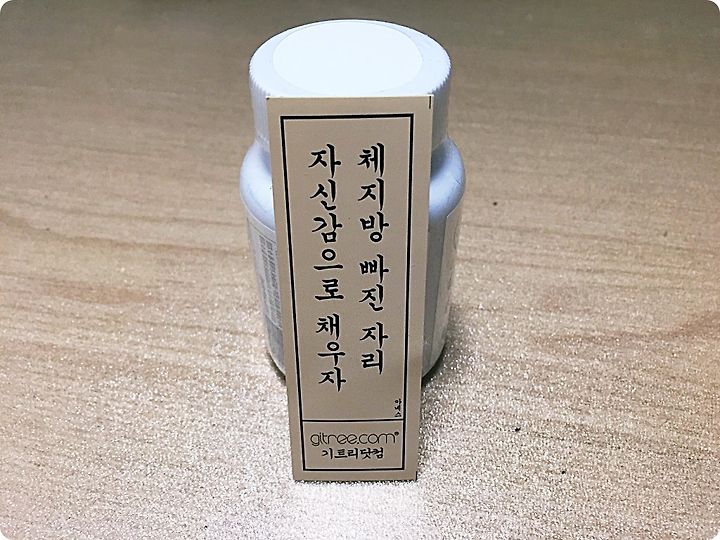 체지방 빠진 자리
자신감으로 채우자
gitree.com®
기트리닷컴